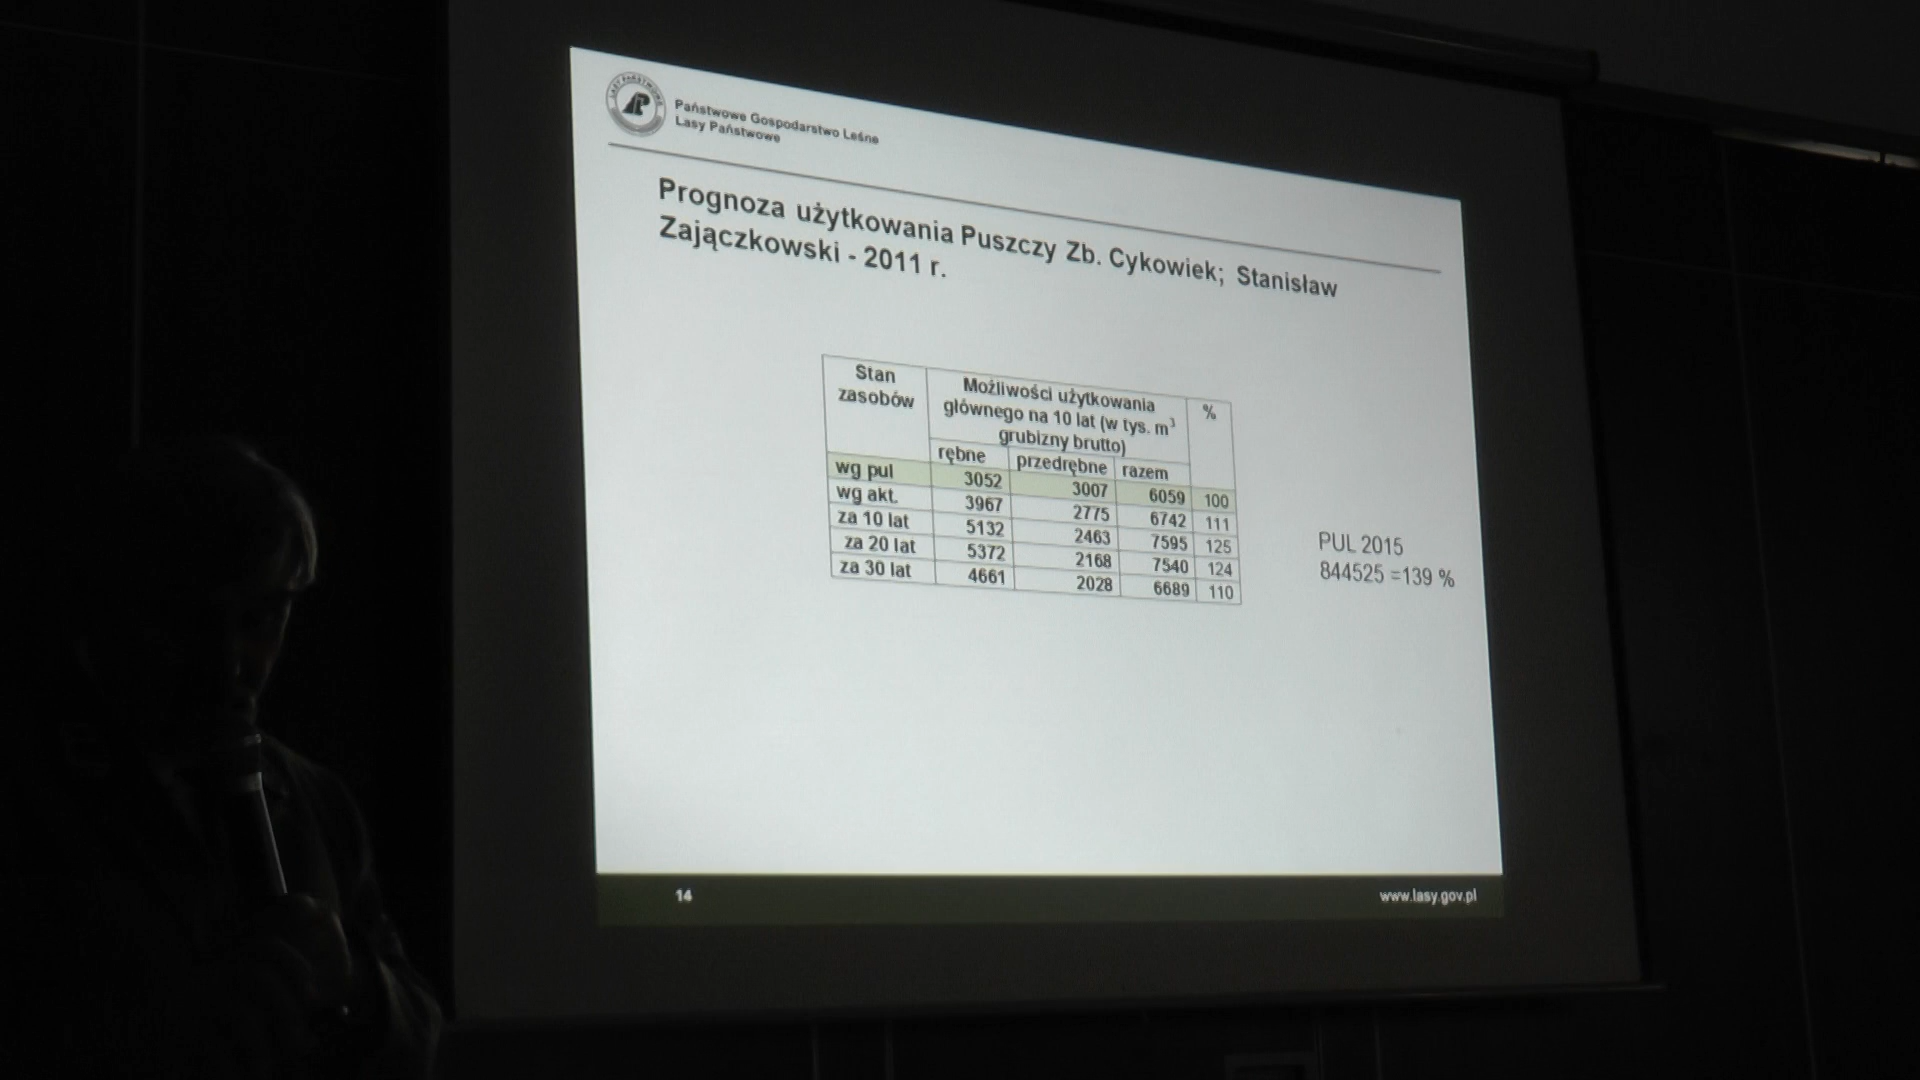 LASY PAŃSTWOWE
Państwowe Gospodarstwo Leśne
Lasy Państwowe
Prognoza użytkowania Puszczy Zb. Cykowiek; Stanisław
Zajączkowski - 2011 r.
Stan
zasobów
Możliwości użytkowania
głównego na 10 lat (w tys. m³
grubizny brutto)
%
rębne przedrębne razem
wg pul 3052 3007 6059 100
wg akt. 3967 2775 6742 111
za 10 lat 5132 2463 7595 125
za 20 lat 5372 2168 7540 124
za 30 lat 4661 2028 6689 110
PUL 2015
844525 =139 %
14
www.lasy.gov.pl